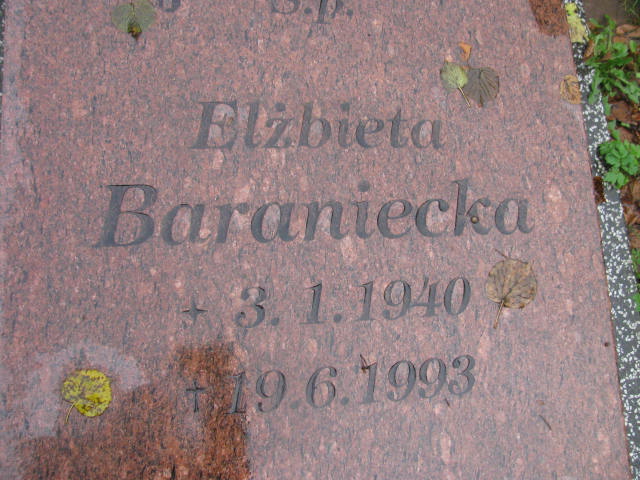 Ś.P.
Elżbieta
Baraniecka
+ 3.1.1940
† 19.6.1993